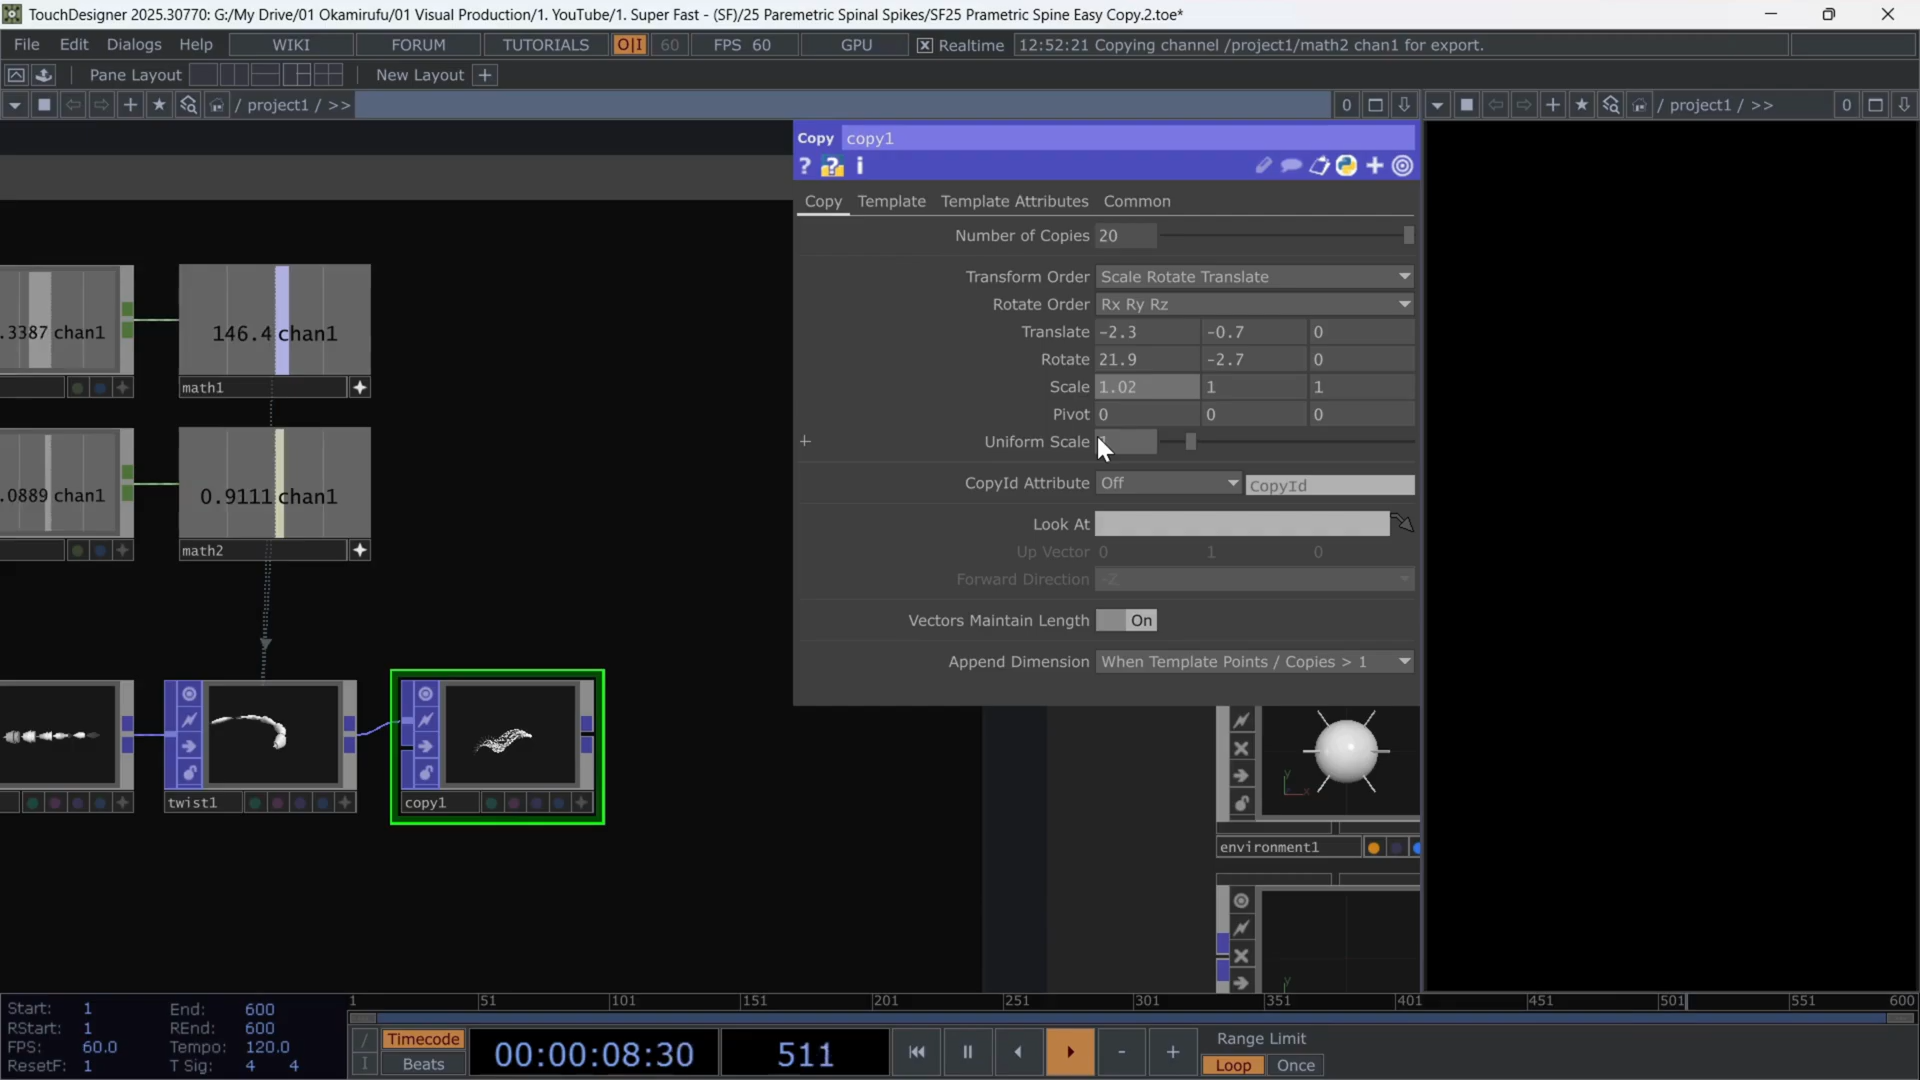 TouchDesigner 2025.30770: G:/My Drive/01 Okamirufu/01 Visual Production/1. YouTube/1. Super Fast - (SF)/25 Paremetric Spinal Spikes/SF25 Prametric Spine Easy Copy.2.toe*
File Edit Dialogs Help WIKI FORUM TUTORIALS O|I 60 FPS 60 GPU X Realtime 12:52:21 Copying channel /project1/math2 chan1 for export.
Pane Layout New Layout +
/ project1 / >> 0 / project1 / >> 0
Copy copy1
? ? i
Copy Template Template Attributes Common
Number of Copies 20
Transform Order Scale Rotate Translate
Rotate Order Rx Ry Rz
Translate -2.3 -0.7 0
Rotate 21.9 -2.7 0
Scale 1.02 1 1
Pivot 0 0 0
Uniform Scale
CopyId Attribute Off CopyId
Look At
Up Vector 0 1 0
Forward Direction -Z
Vectors Maintain Length On
Append Dimension When Template Points / Copies > 1
.3387 chan1
146.4 chan1
math1
.0889 chan1
0.9111 chan1
math2
twist1
copy1
environment1
Start: 1 End: 600
RStart: 1 REnd: 600
FPS: 60.0 Tempo: 120.0
ResetF: 1 T Sig: 4 4
1 51 101 151 201 251 301 351 401 451 501 551 600
Timecode
Beats
00:00:08:30
511
Range Limit
Loop Once